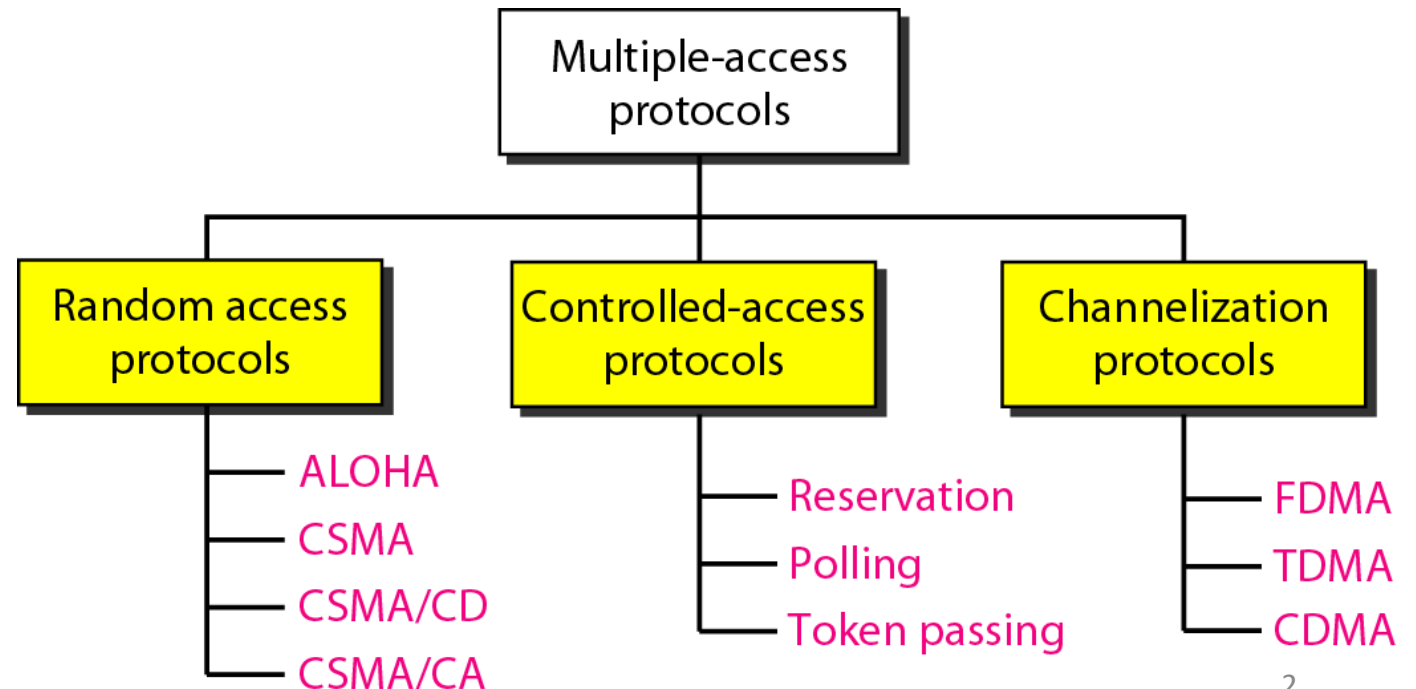 Multiple-access
protocols
Random access
protocols
Controlled-access
protocols
Channelization
protocols
ALOHA
CSMA
CSMA/CD
CSMA/CA
Reservation
Polling
Token passing
FDMA
TDMA
CDMA
2